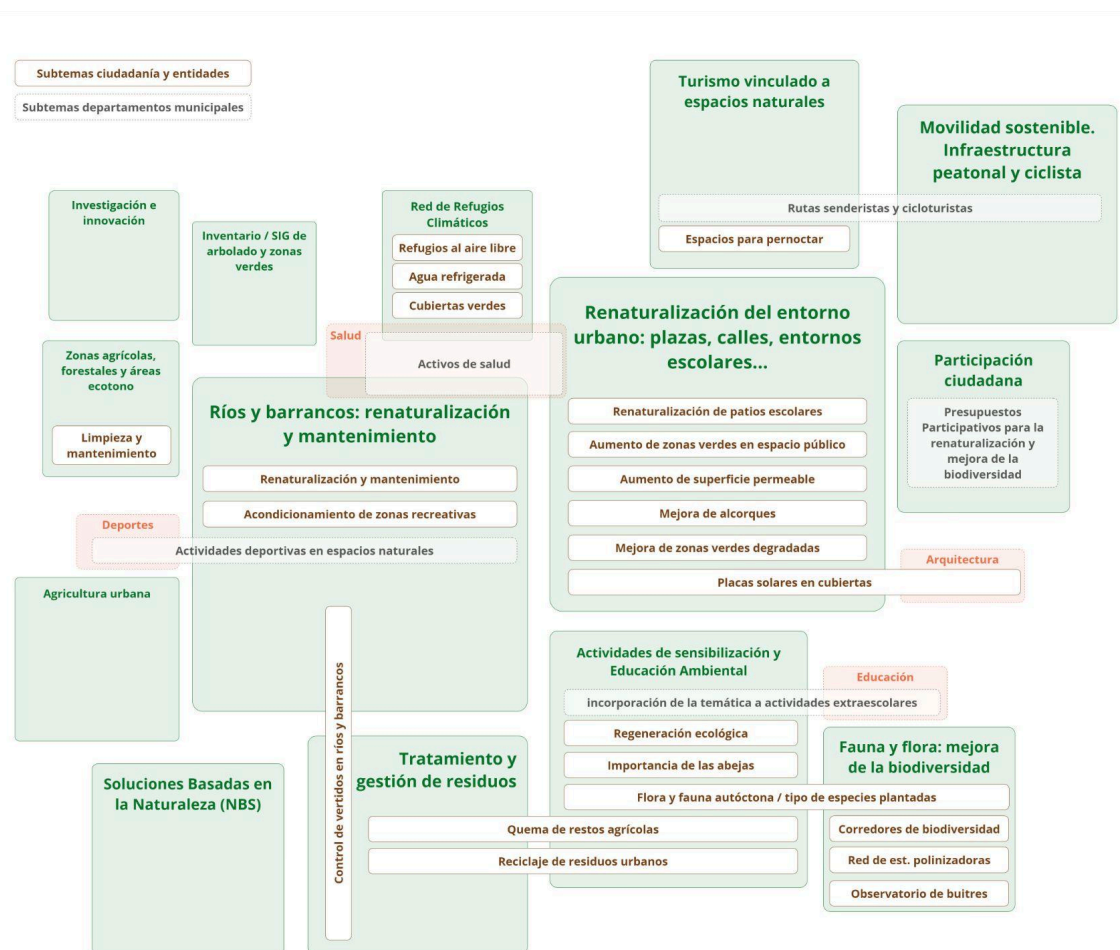 Subtemas ciudadanía y entidades
Subtemas departamentos municipales
Turismo vinculado a
espacios naturales
Movilidad sostenible.
Infraestructura
peatonal y ciclista
Rutas senderistas y cicloturistas
Espacios para pernoctar
Investigación e
innovación
Inventario / SIG de
arbolado y zonas
verdes
Red de Refugios
Climáticos
Refugios al aire libre
Agua refrigerada
Cubiertas verdes
Salud
Activos de salud
Zonas agrícolas,
forestales y áreas
ecotono
Limpieza y
mantenimiento
Ríos y barrancos: renaturalización
y mantenimiento
Renaturalización y mantenimiento
Acondicionamiento de zonas recreativas
Deportes
Actividades deportivas en espacios naturales
Renaturalización del entorno
urbano: plazas, calles, entornos
escolares...
Renaturalización de patios escolares
Aumento de zonas verdes en espacio público
Aumento de superficie permeable
Mejora de alcorques
Mejora de zonas verdes degradadas
Placas solares en cubiertas
Arquitectura
Participación
ciudadana
Presupuestos
Participativos para la
renaturalización y
mejora de la
biodiversidad
Agricultura urbana
Control de vertidos en ríos y barrancos
Soluciones Basadas en
la Naturaleza (NBS)
Tratamiento y
gestión de residuos
Actividades de sensibilización y
Educación Ambiental
Educación
incorporación de la temática a actividades extraescolares
Regeneración ecológica
Importancia de las abejas
Flora y fauna autóctona / tipo de especies plantadas
Quema de restos agrícolas
Reciclaje de residuos urbanos
Fauna y flora: mejora
de la biodiversidad
Corredores de biodiversidad
Red de est. polinizadoras
Observatorio de buitres